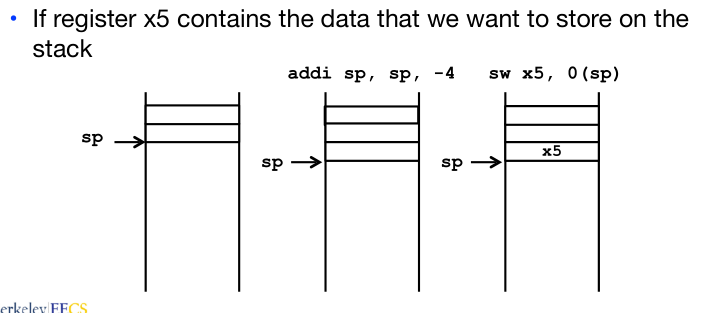 • If register x5 contains the data that we want to store on the
stack
addi sp, sp, -4 sw x5, 0(sp)
sp
x5
sp
sp
erkeley EECS